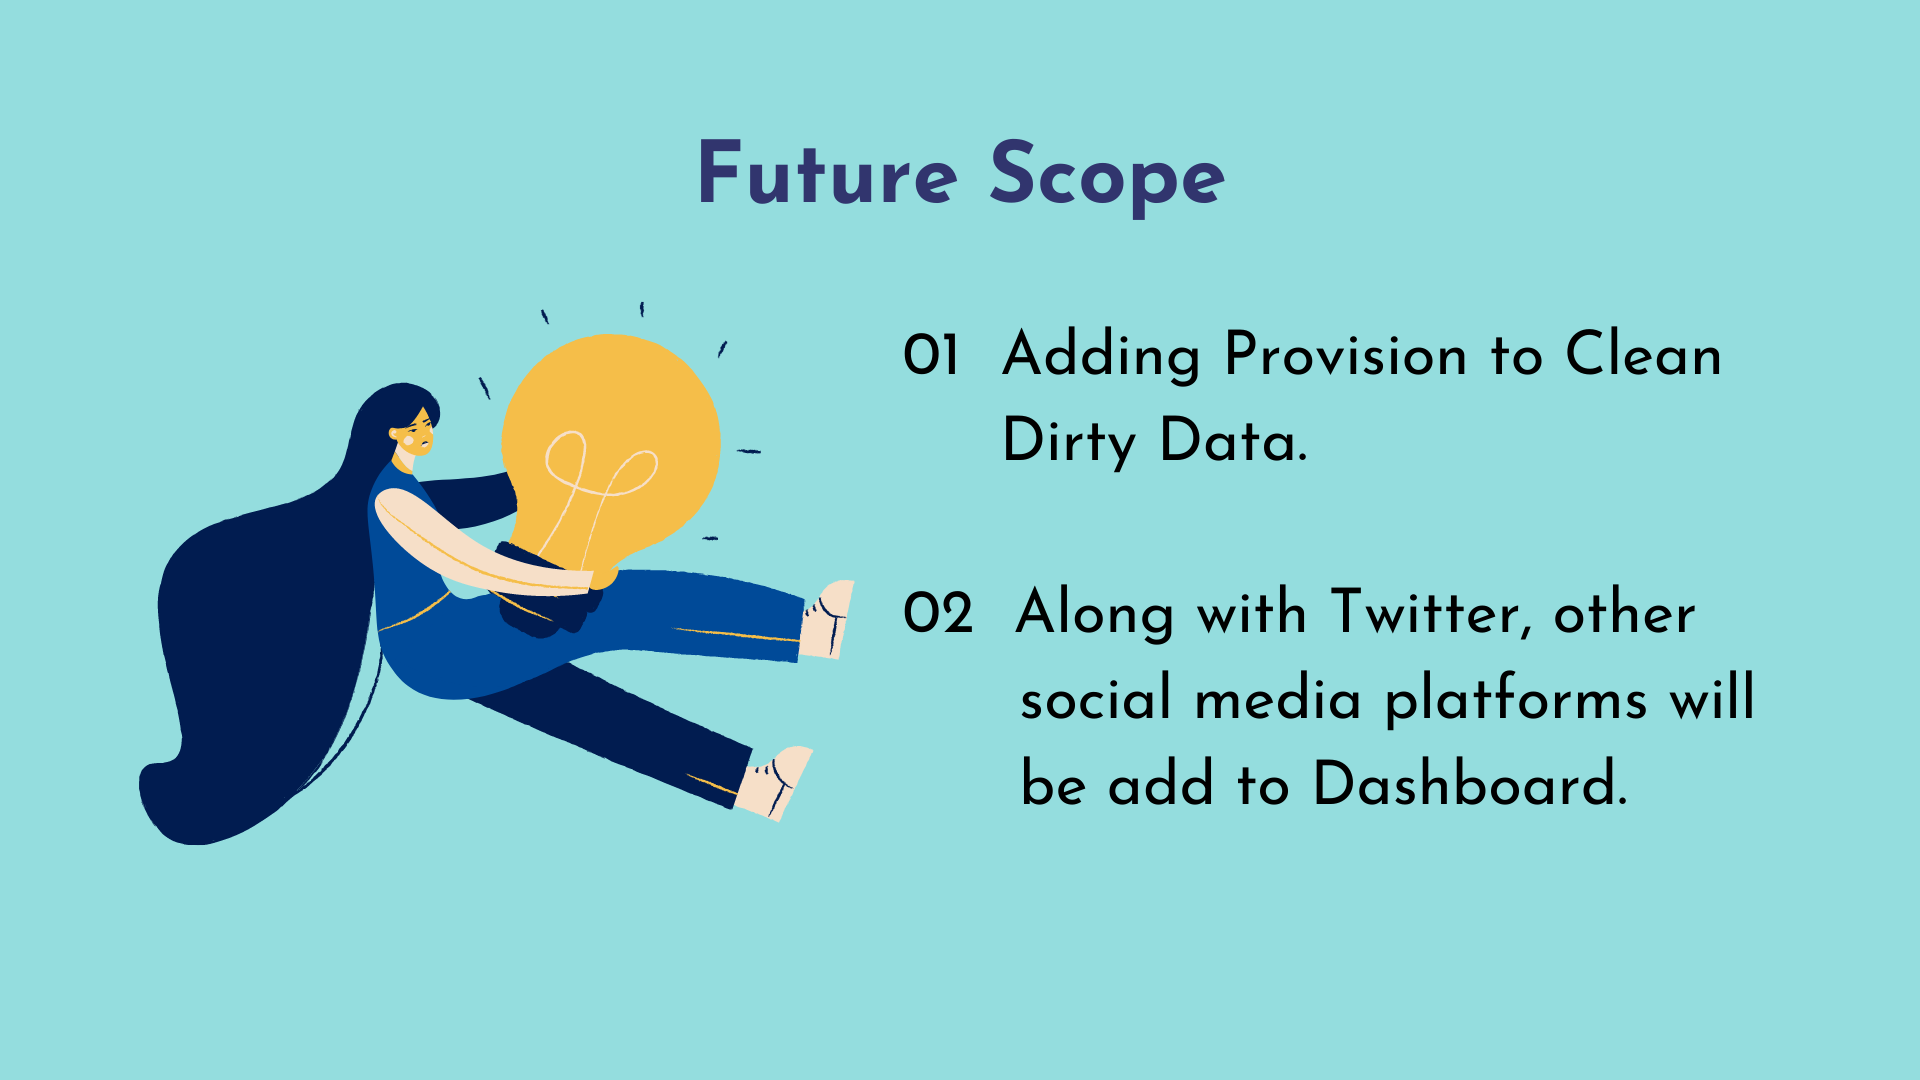 Future Scope
01 Adding Provision to Clean
Dirty Data.
02 Along with Twitter, other
social media platforms will
be add to Dashboard.